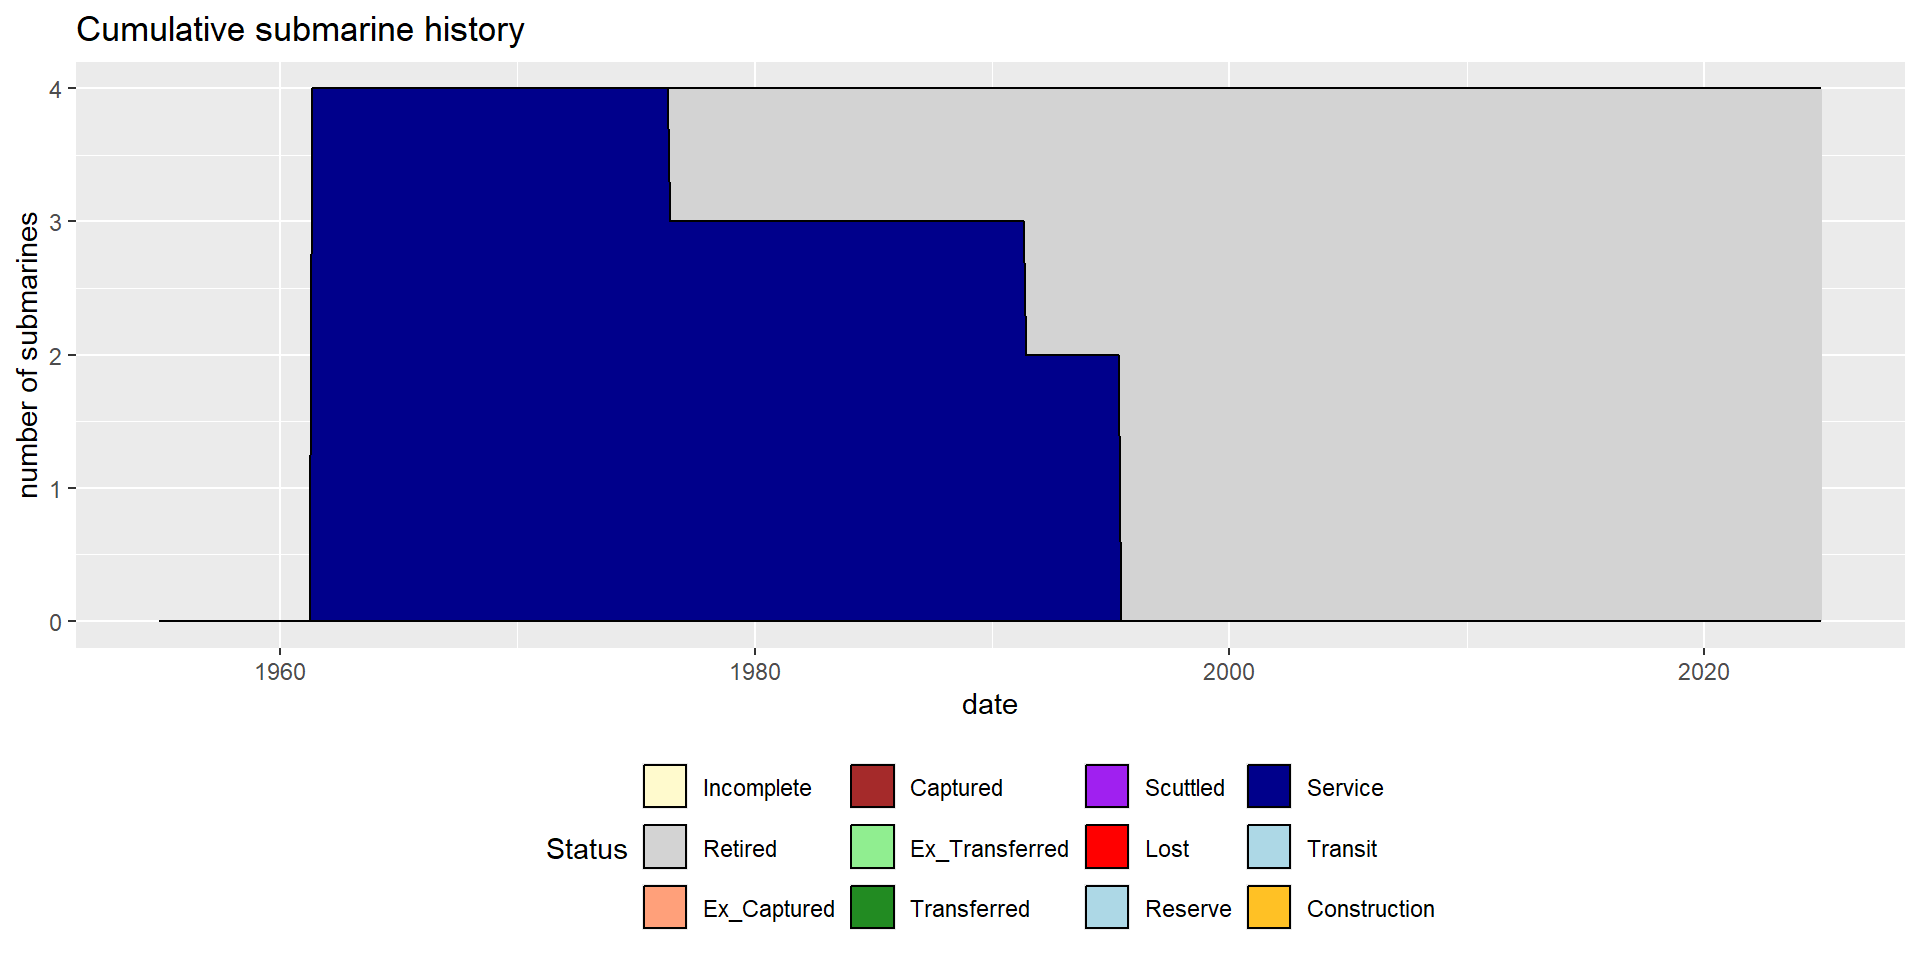 Cumulative submarine history
number of submarines
4
3
2
1
0
1960 1980 2000 2020
date
Status
Incomplete Captured Scuttled Service
Retired Ex_Transferred Lost Transit
Ex_Captured Transferred Reserve Construction